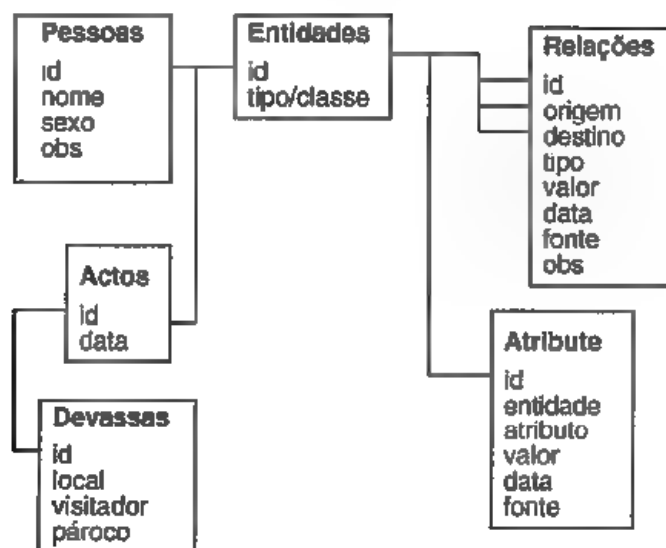 Pessoas
id
nome
sexo
obs
Entidades
id
tipo/classe
Relações
id
origem
destino
tipo
valor
data
fonte
obs
Actos
id
data
Devassas
id
local
visitador
pároco
Atribute
id
entidade
atributo
valor
data
fonte